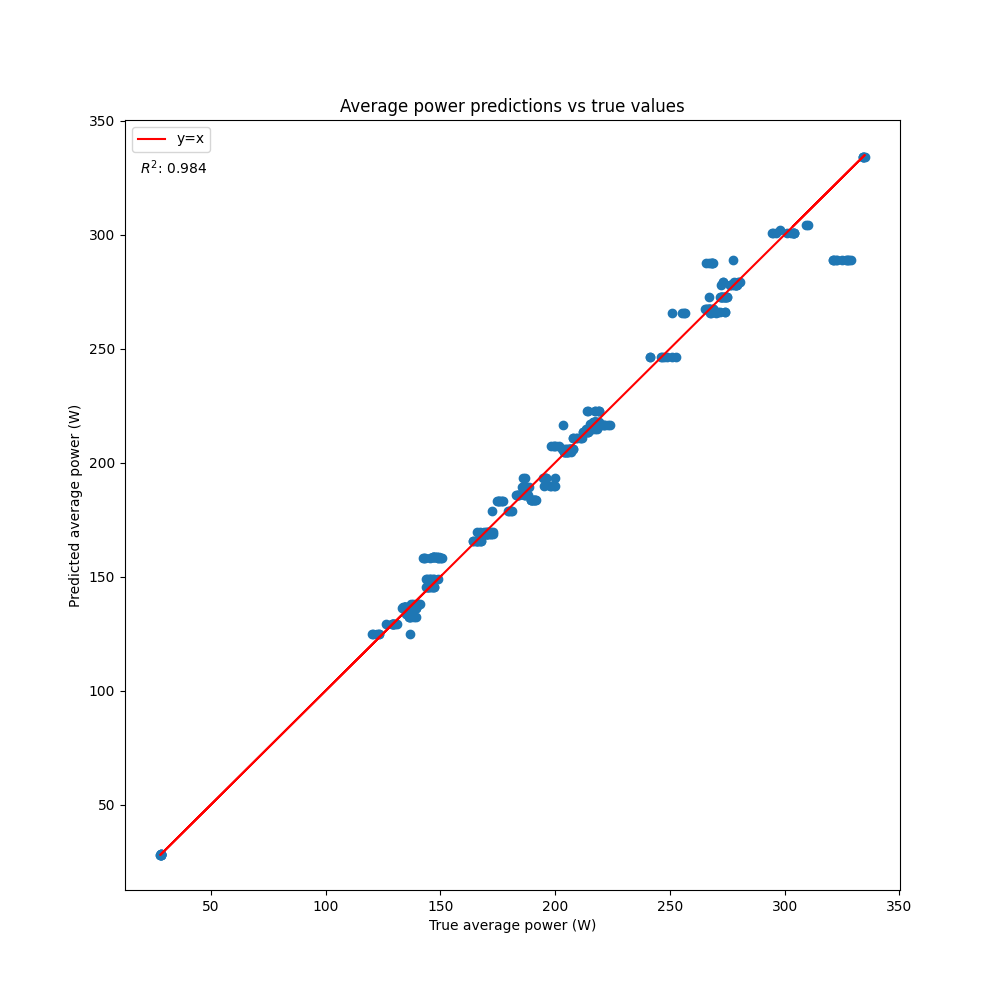 Average power predictions vs true values
y=x
R²: 0.984
350
300
250
200
150
100
50
Predicted average power (W)
50 100 150 200 250 300 350
True average power (W)